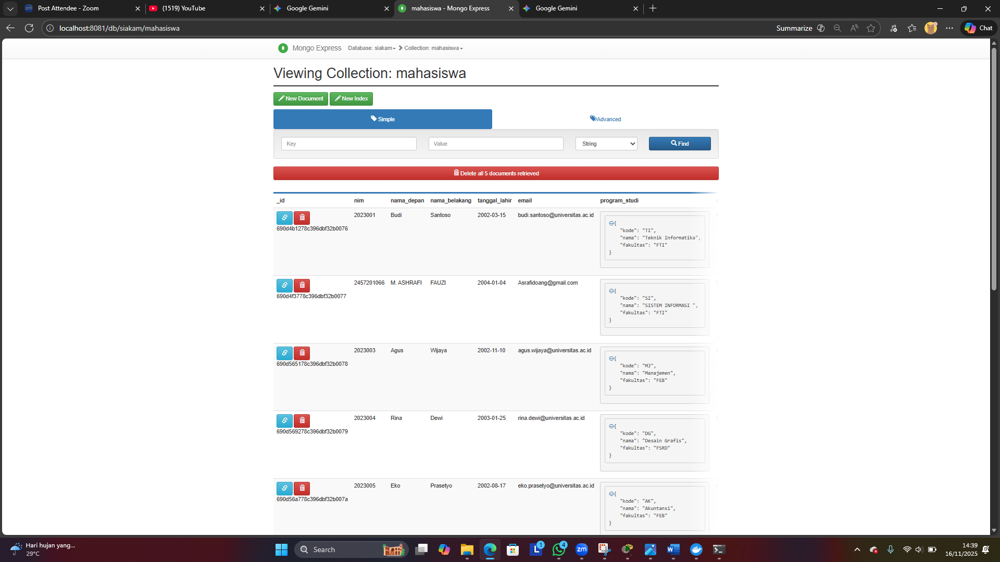 Post Attendee - Zoom
(1519) YouTube
Google Gemini
mahasiswa - Mongo Express
Google Gemini
localhost:8081/db/siakam/mahasiswa
Summarize
Chat
Mongo Express
Database: siakam
Collection: mahasiswa
Viewing Collection: mahasiswa
New Document
New Index
Simple
Advanced
Key
Value
String
Find
Delete all 5 documents retrieved
_id nim nama_depan nama_belakang tanggal_lahir email program_studi
2023001 Budi Santoso 2002-03-15 budi.santoso@universitas.ac.id
690d4b1278c396dbf32b0076
{
"kode": "TI",
"nama": "Teknik Informatika",
"fakultas": "FTI"
}
2457201066 M. ASHRAFI FAUZI 2004-01-04 Asrafidoang@gmail.com
690d4f3778c396dbf32b0077
{
"kode": "SI",
"nama": "SISTEM INFORMASI ",
"fakultas": "FTI"
}
2023003 Agus Wijaya 2002-11-10 agus.wijaya@universitas.ac.id
690d565178c396dbf32b0078
{
"kode": "MJ",
"nama": "Manajemen",
"fakultas": "FEB"
}
2023004 Rina Dewi 2003-01-25 rina.dewi@universitas.ac.id
690d569278c396dbf32b0079
{
"kode": "DG",
"nama": "Desain Grafis",
"fakultas": "FSRD"
}
2023005 Eko Prasetyo 2002-08-17 eko.prasetyo@universitas.ac.id
690d56a778c396dbf32b007a
{
"kode": "AK",
"nama": "Akuntansi",
"fakultas": "FEB"
}
Hari hujan yang...
29°C
Search
1
4
zm
14:39
16/11/2025